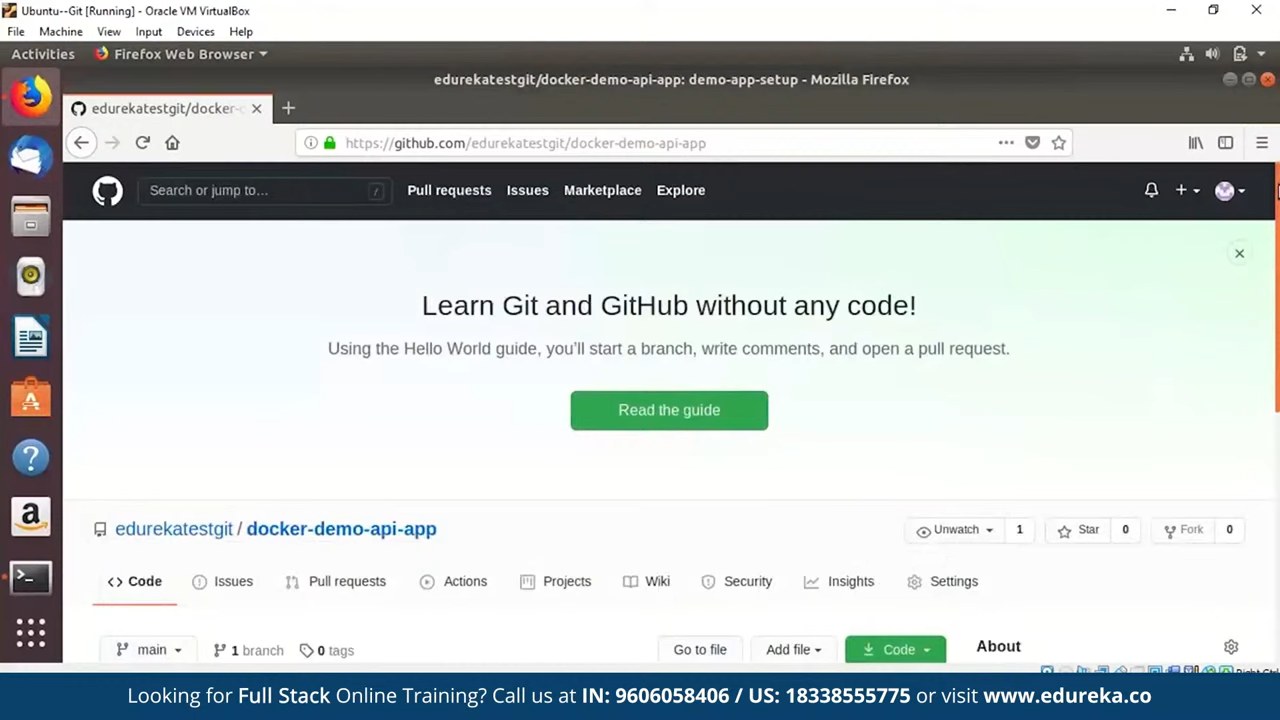 Ubuntu--Git [Running] - Oracle VM VirtualBox
File Machine View Input Devices Help
Activities Firefox Web Browser
edurekatestgit/docker-demo-api-app: demo-app-setup - Mozilla Firefox
edurekatestgit/docker-
https://github.com/edurekatestgit/docker-demo-api-app
Search or jump to… / Pull requests Issues Marketplace Explore
Learn Git and GitHub without any code!
Using the Hello World guide, you’ll start a branch, write comments, and open a pull request.
Read the guide
edurekatestgit / docker-demo-api-app Unwatch 1 Star 0 Fork 0
Code Issues Pull requests Actions Projects Wiki Security Insights Settings
main 1 branch 0 tags Go to file Add file Code About
Looking for Full Stack Online Training? Call us at IN: 9606058406 / US: 18338555775 or visit www.edureka.co